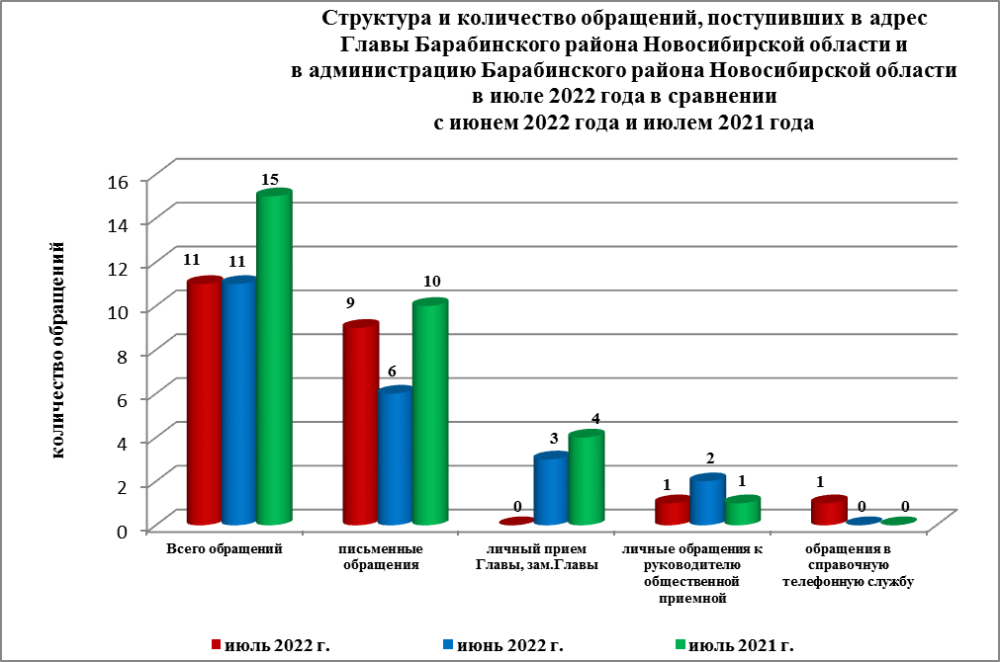 Структура и количество обращений, поступивших в адрес
Главы Барабинского района Новосибирской области и
в администрацию Барабинского района Новосибирской области
в июле 2022 года в сравнении
с июнем 2022 года и июлем 2021 года
количество обращений
16
14
12
10
8
6
4
2
0
11
11
15
9
6
10
0
3
4
1
2
1
1
0
0
Всего обращений
письменные
обращения
личный прием
Главы, зам.Главы
личные обращения к
руководителю
общественной
приемной
обращения в
справочную
телефонную службу
июль 2022 г.
июнь 2022 г.
июль 2021 г.